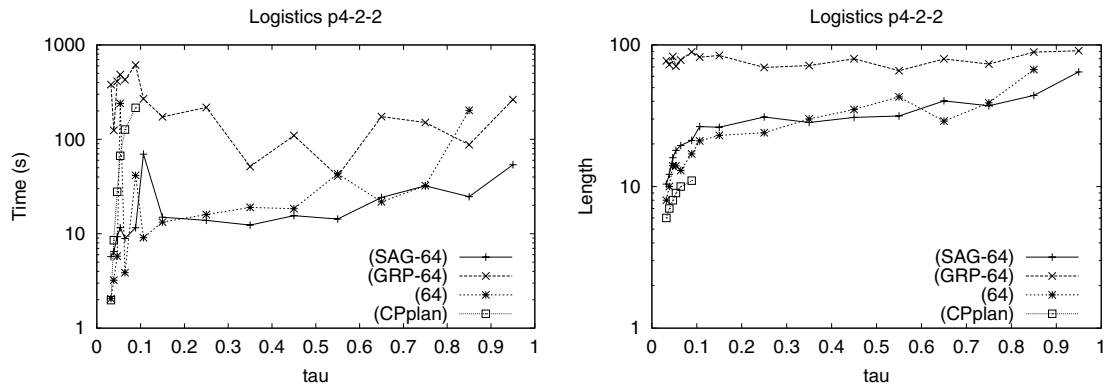 Logistics p4-2-2
1000
100
10
1
Time (s)
0 0.1 0.2 0.3 0.4 0.5 0.6 0.7 0.8 0.9 1
tau
(SAG-64)
(GRP-64)
(64)
(CPplan)
Logistics p4-2-2
100
10
1
Length
0 0.1 0.2 0.3 0.4 0.5 0.6 0.7 0.8 0.9 1
tau
(SAG-64)
(GRP-64)
(64)
(CPplan)